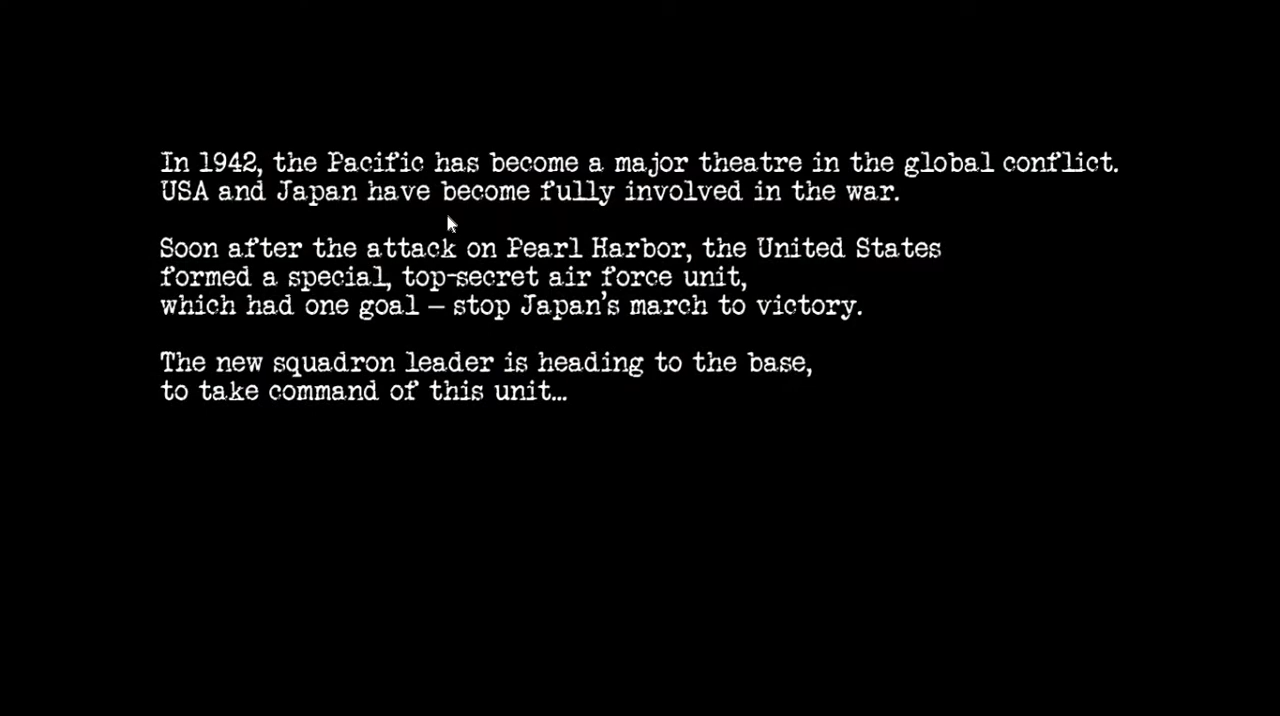 In 1942, the Pacific has become a major theatre in the global conflict.
USA and Japan have become fully involved in the war.
Soon after the attack on Pearl Harbor, the United States
formed a special, top-secret air force unit,
which had one goal – stop Japan's march to victory.
The new squadron leader is heading to the base,
to take command of this unit…